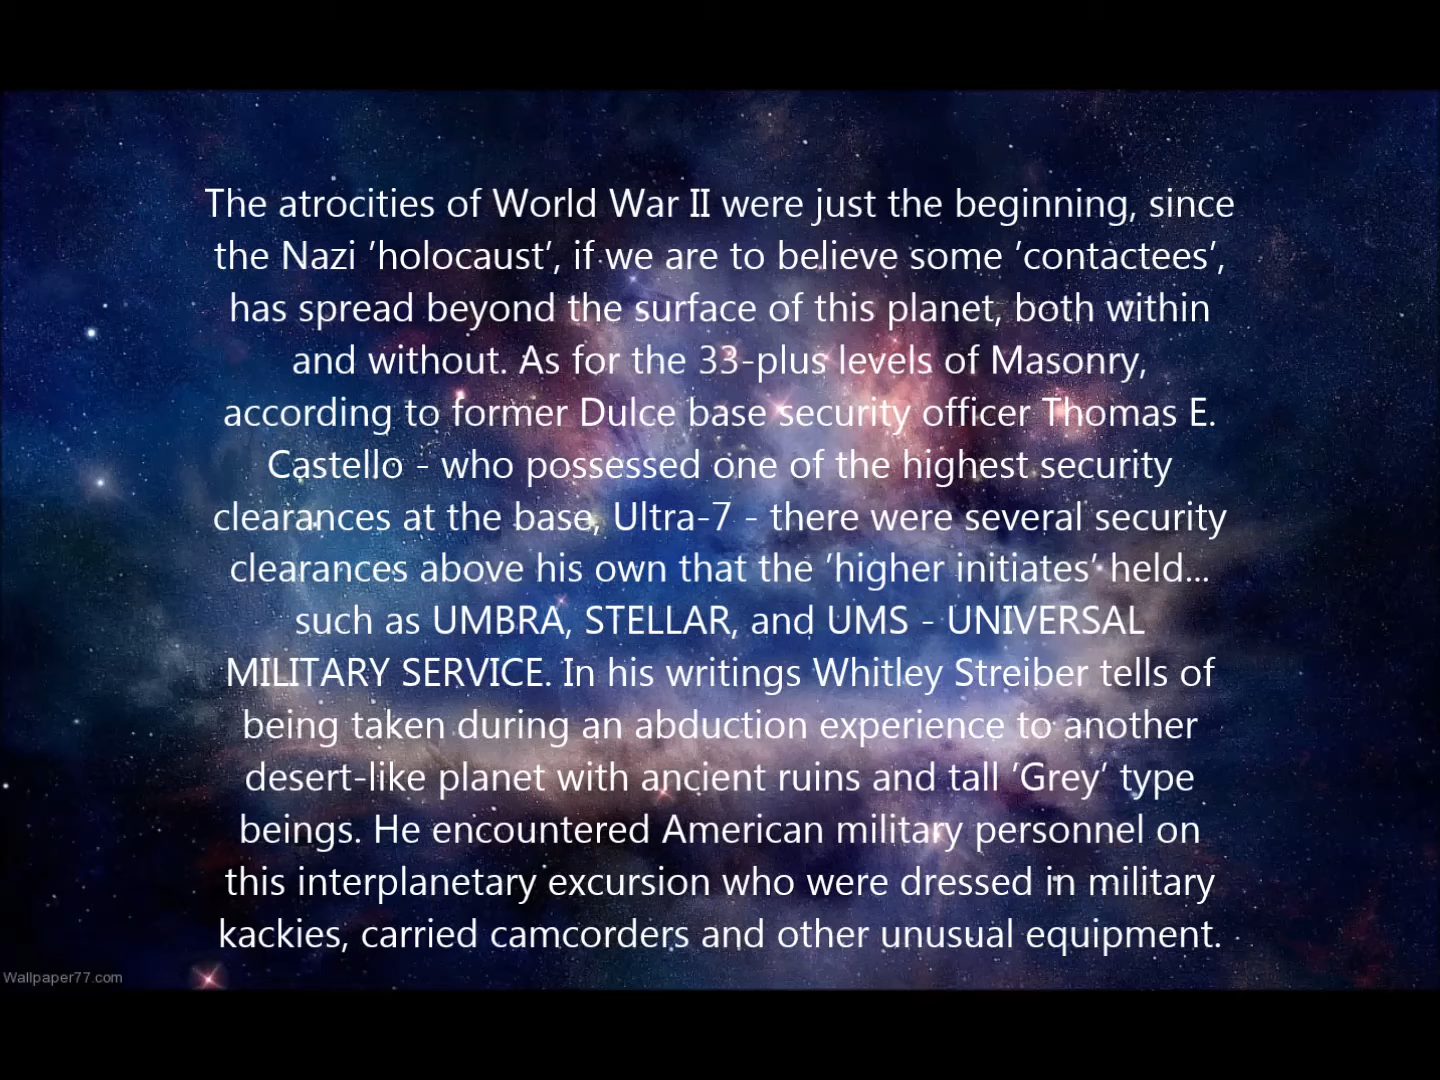 The atrocities of World War II were just the beginning, since
the Nazi 'holocaust', if we are to believe some 'contactees',
has spread beyond the surface of this planet, both within
and without. As for the 33-plus levels of Masonry,
according to former Dulce base security officer Thomas E.
Castello - who possessed one of the highest security
clearances at the base, Ultra-7 - there were several security
clearances above his own that the 'higher initiates' held...
such as UMBRA, STELLAR, and UMS - UNIVERSAL
MILITARY SERVICE. In his writings Whitley Streiber tells of
being taken during an abduction experience to another
desert-like planet with ancient ruins and tall 'Grey' type
beings. He encountered American military personnel on
this interplanetary excursion who were dressed in military
kackies, carried camcorders and other unusual equipment.
Wallpaper77.com